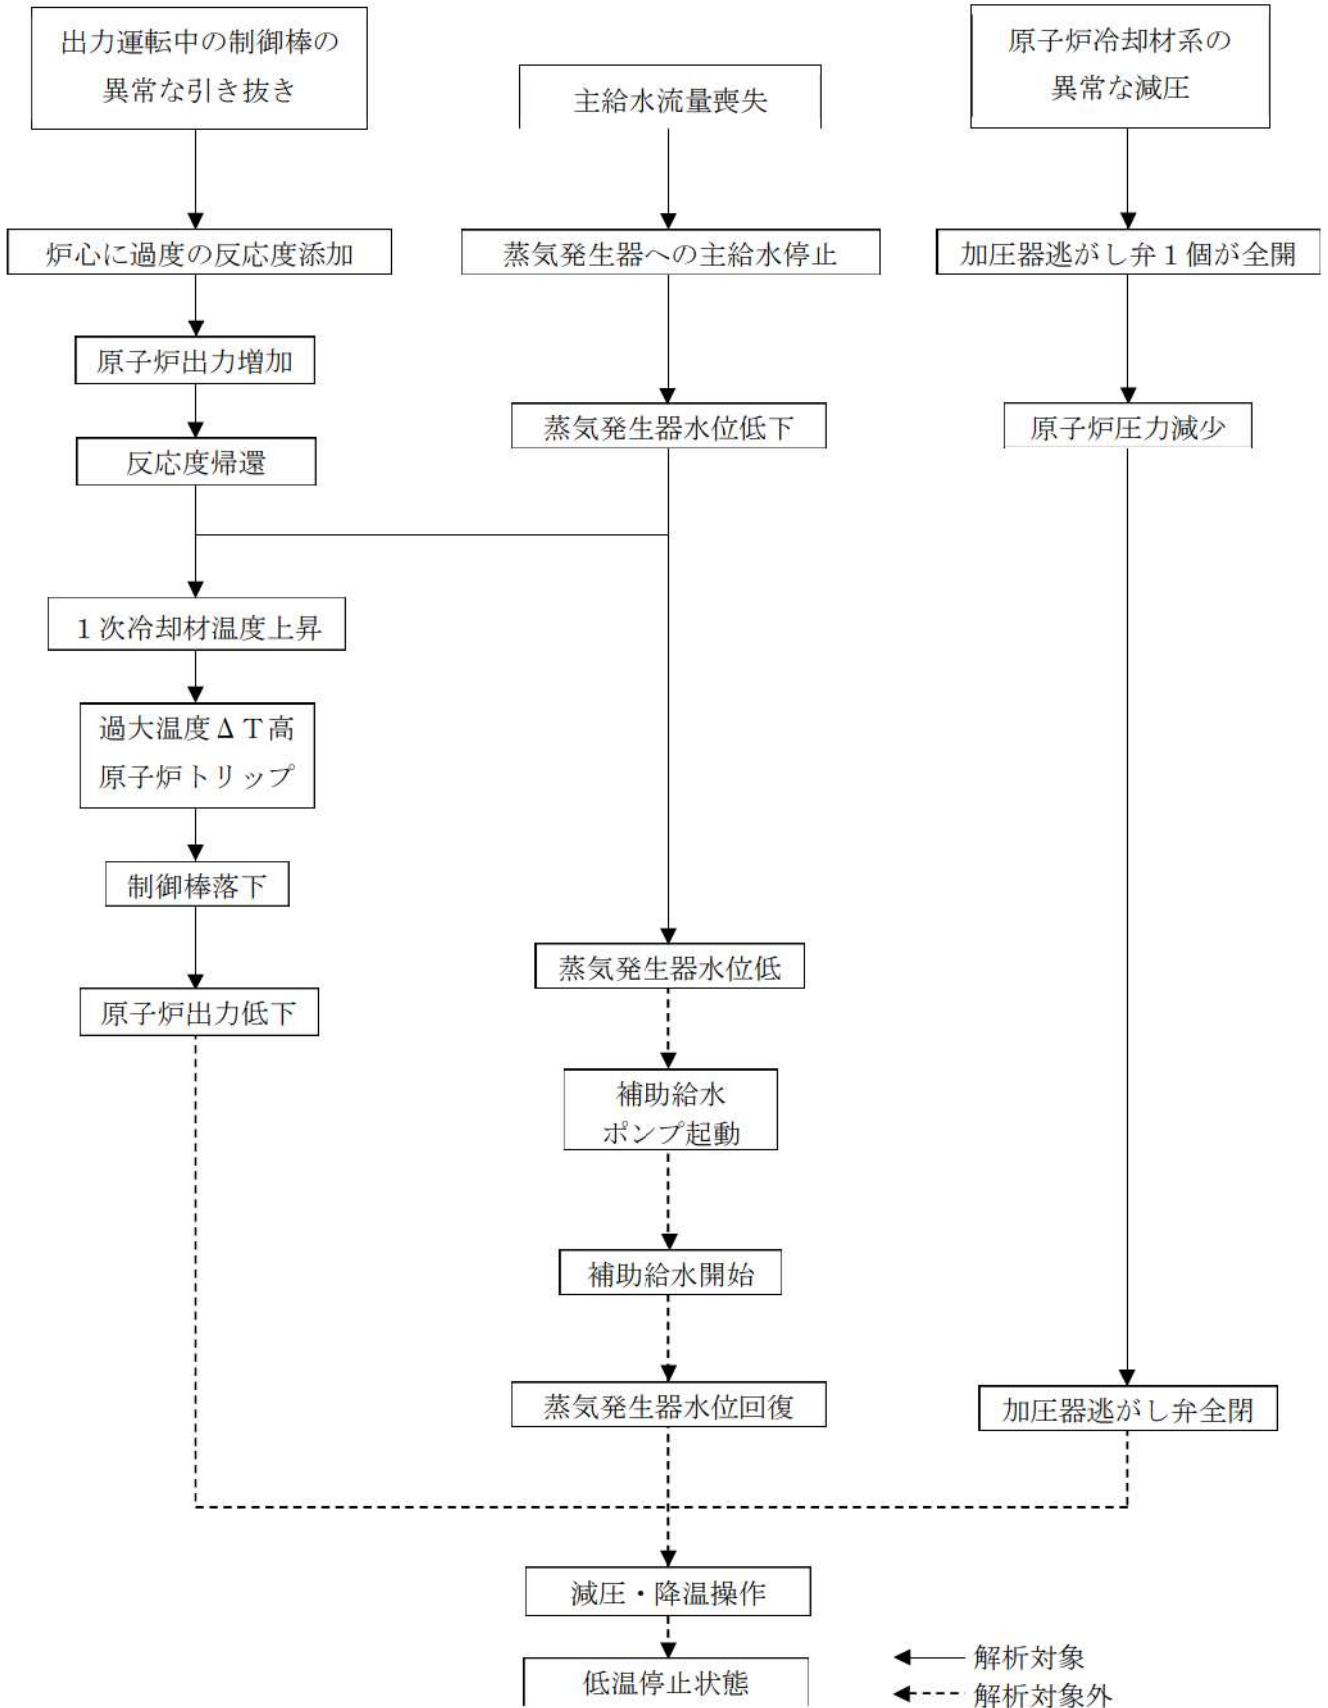 出力運転中の制御棒の
異常な引き抜き
主給水流量喪失
原子炉冷却材系の
異常な減圧
炉心に過度の反応度添加
蒸気発生器への主給水停止
加圧器逃がし弁１個が全開
原子炉出力増加
蒸気発生器水位低下
原子炉圧力減少
反応度帰還
１次冷却材温度上昇
過大温度ΔＴ高
原子炉トリップ
制御棒落下
蒸気発生器水位低
原子炉出力低下
補助給水
ポンプ起動
補助給水開始
蒸気発生器水位回復
加圧器逃がし弁全閉
減圧・降温操作
低温停止状態
解析対象
解析対象外